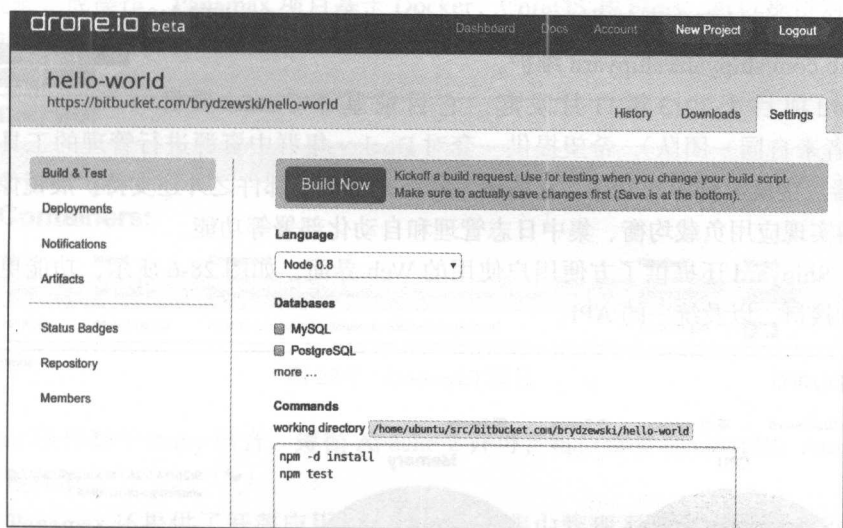 drone.io beta
Dashboard Docs Account New Project Logout
hello-world
https://bitbucket.com/brydzewski/hello-world
History Downloads Settings
Build & Test
Deployments
Notifications
Artifacts
Status Badges
Repository
Members
Build Now
Kickoff a build request. Use for testing when you change your build script.
Make sure to actually save changes first (Save is at the bottom).
Language
Node 0.8
Databases
MySQL
PostgreSQL
more ...
Commands
working directory /home/ubuntu/src/bitbucket.com/brydzewski/hello-world
npm -d install
npm test